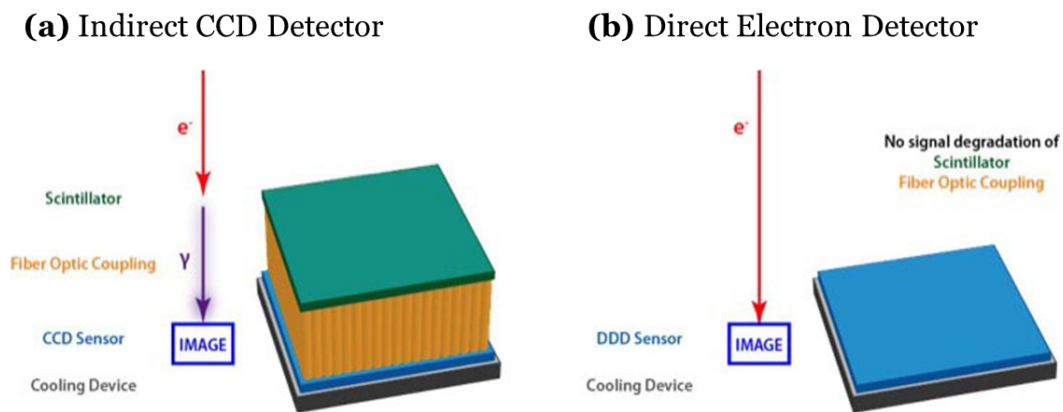 (a) Indirect CCD Detector
e-
Scintillator
Fiber Optic Coupling
γ
CCD Sensor
IMAGE
Cooling Device
(b) Direct Electron Detector
e-
No signal degradation of
Scintillator
Fiber Optic Coupling
DDD Sensor
IMAGE
Cooling Device